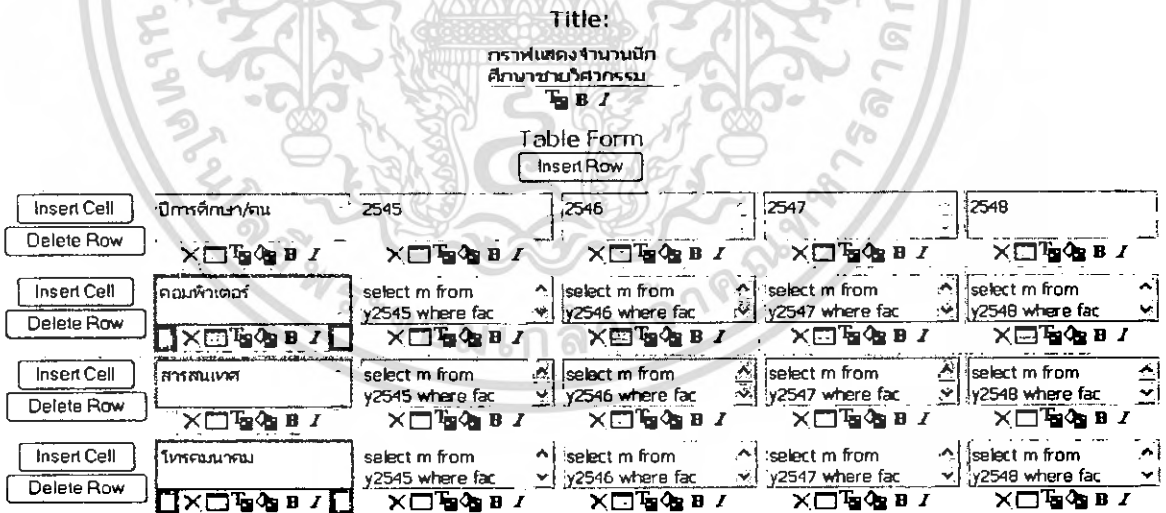 Title:
กราฟแสดงจำนวนนัก
ศึกษาชายวิศวกรรม
B I
Table Form
Insert Row
Insert Cell ปีการศึกษา/คน 2545 2546 2547 2548
Delete Row
B I B I B I B I B I
Insert Cell คอมพิวเตอร์ select m from select m from select m from select m from
Delete Row y2545 where fac y2546 where fac y2547 where fac y2548 where fac
B I B I B I B I B I
Insert Cell สารสนเทศ select m from select m from select m from select m from
Delete Row y2545 where fac y2546 where fac y2547 where fac y2548 where fac
B I B I B I B I B I
Insert Cell โทรคมนาคม select m from select m from select m from select m from
Delete Row y2545 where fac y2546 where fac y2547 where fac y2548 where fac
B I B I B I B I B I